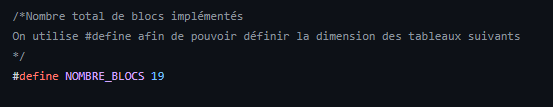 /*Nombre total de blocs implémentés
On utilise #define afin de pouvoir définir la dimension des tableaux suivants
*/
#define NOMBRE_BLOCS 19